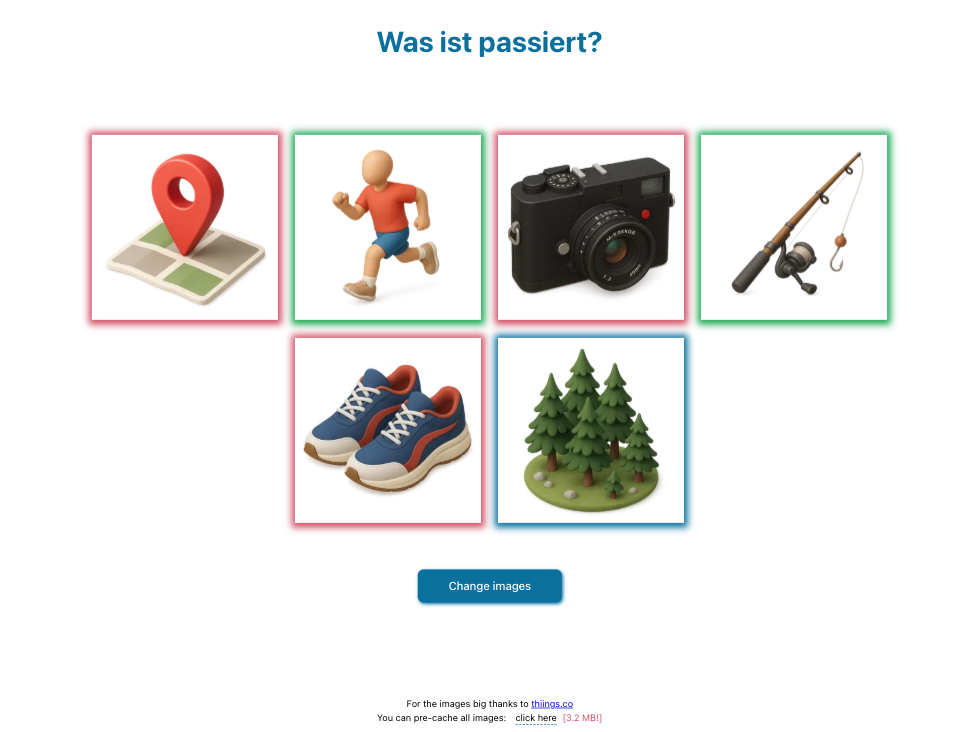 Was ist passiert?
Change images
For the images big thanks to thiings.co
You can pre-cache all images: click here [3.2 MB!]